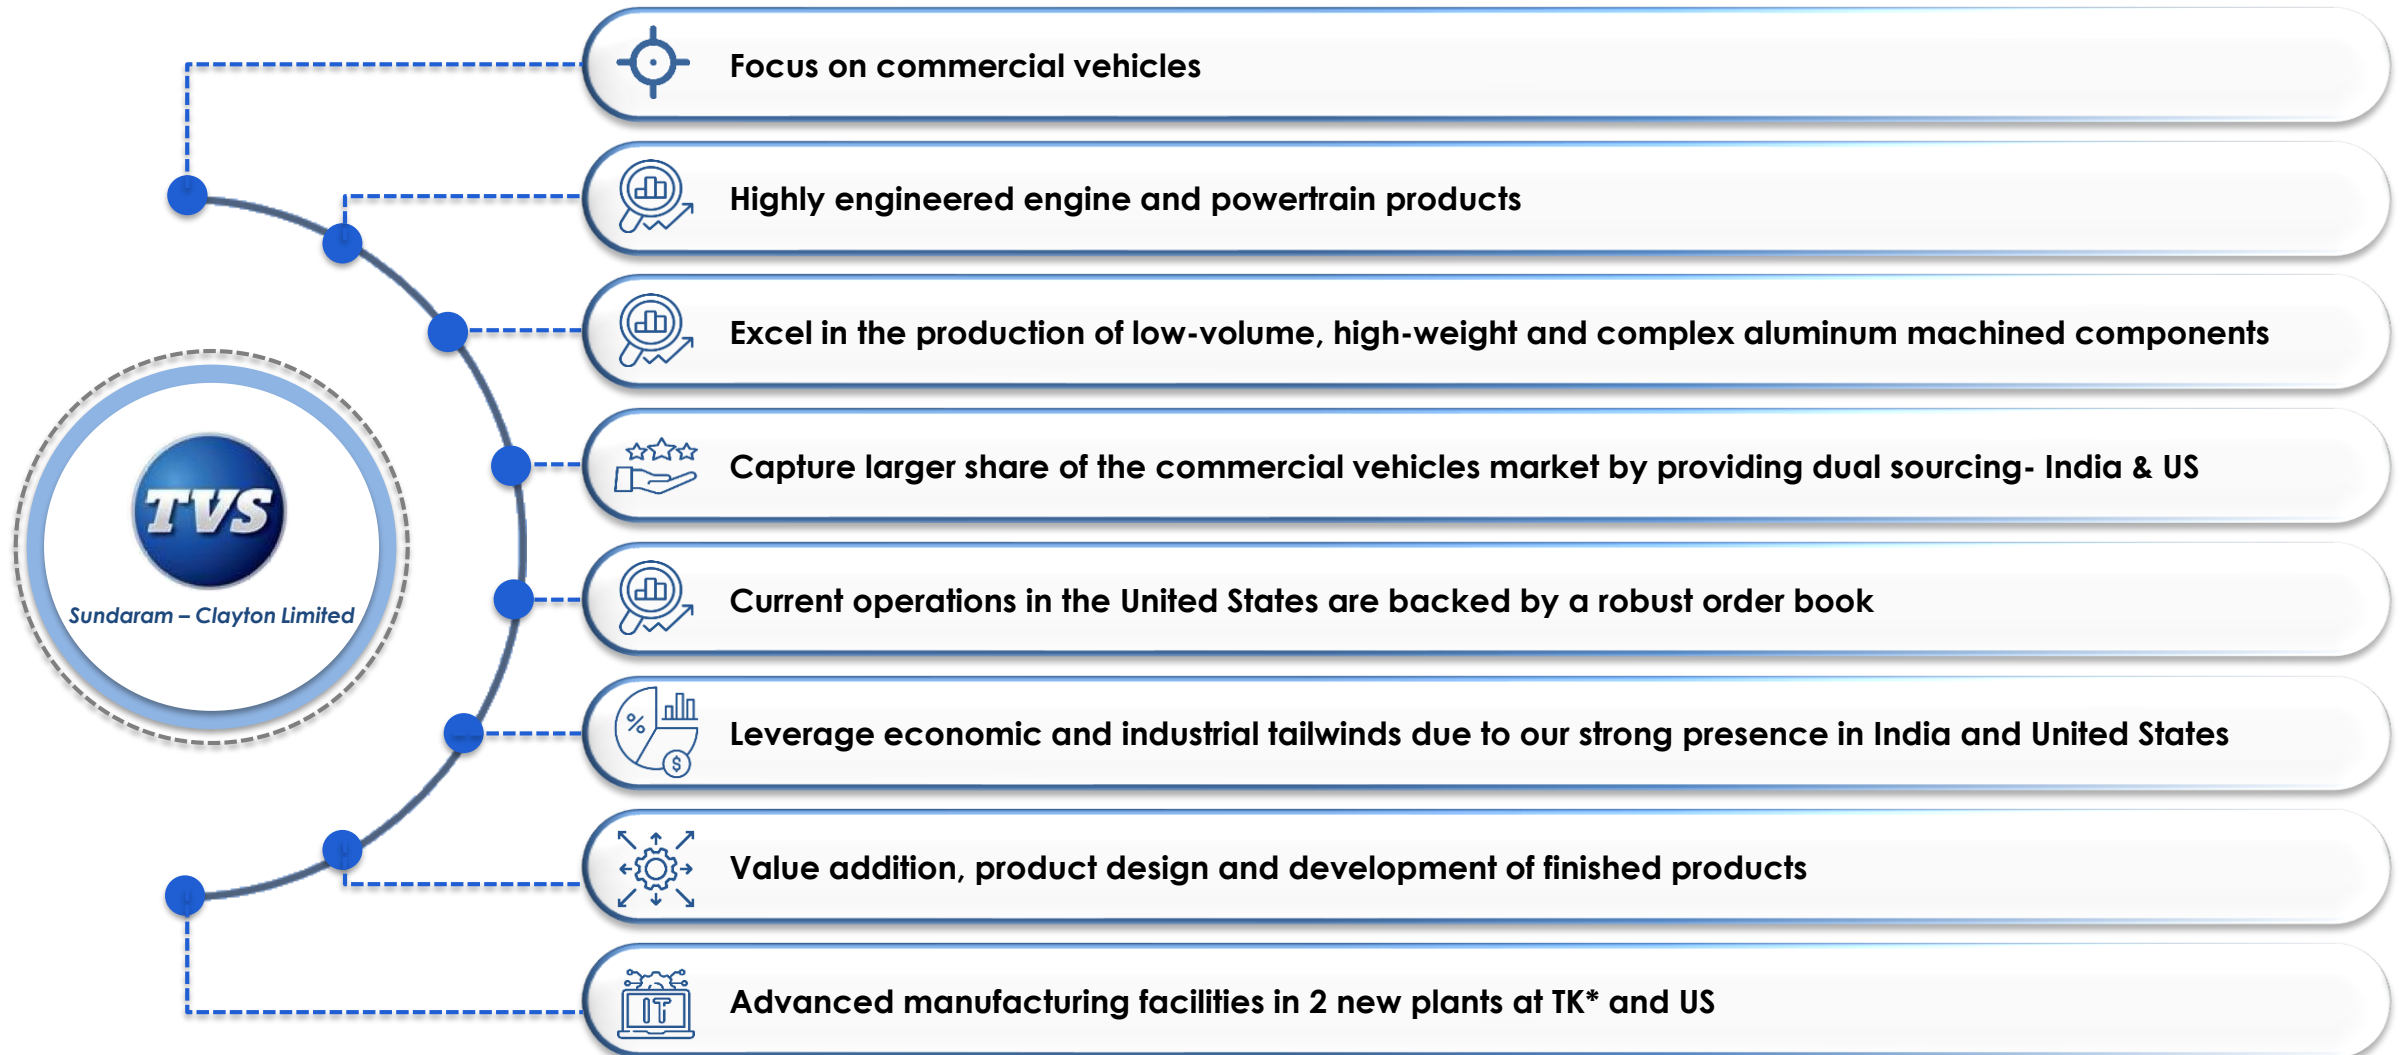 Focus on commercial vehicles
Highly engineered engine and powertrain products
Excel in the production of low-volume, high-weight and complex aluminum machined components
Capture larger share of the commercial vehicles market by providing dual sourcing- India & US
TVS
Sundaram – Clayton Limited
Current operations in the United States are backed by a robust order book
%
$
Leverage economic and industrial tailwinds due to our strong presence in India and United States
Value addition, product design and development of finished products
IT
Advanced manufacturing facilities in 2 new plants at TK* and US